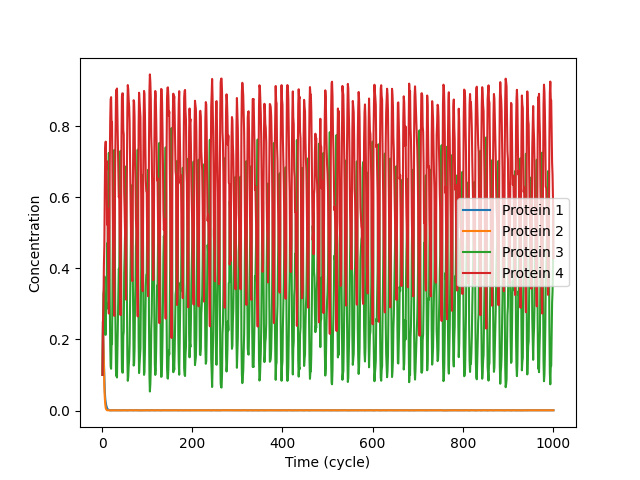 0.8
0.6
0.4
0.2
0.0
Concentration
0
200
400
600
800
1000
Time (cycle)
Protein 1
Protein 2
Protein 3
Protein 4